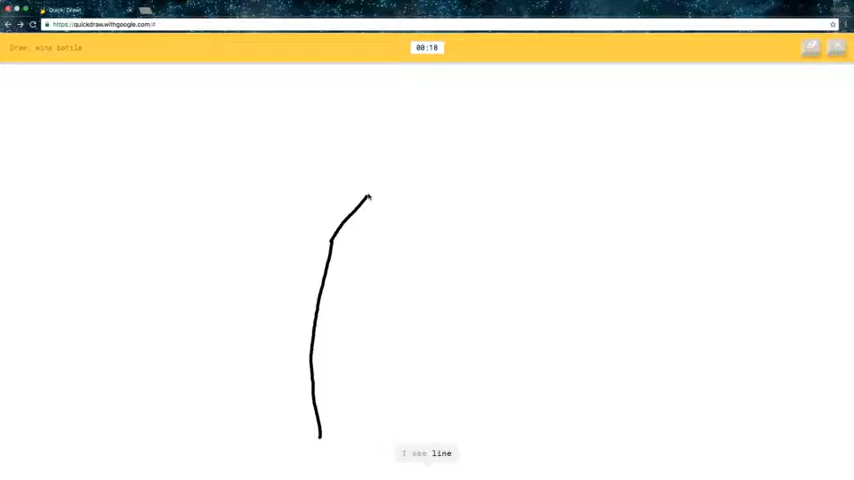 Quick, Draw!
https://quickdraw.withgoogle.com/#
Draw: wine bottle
00:18
I see line